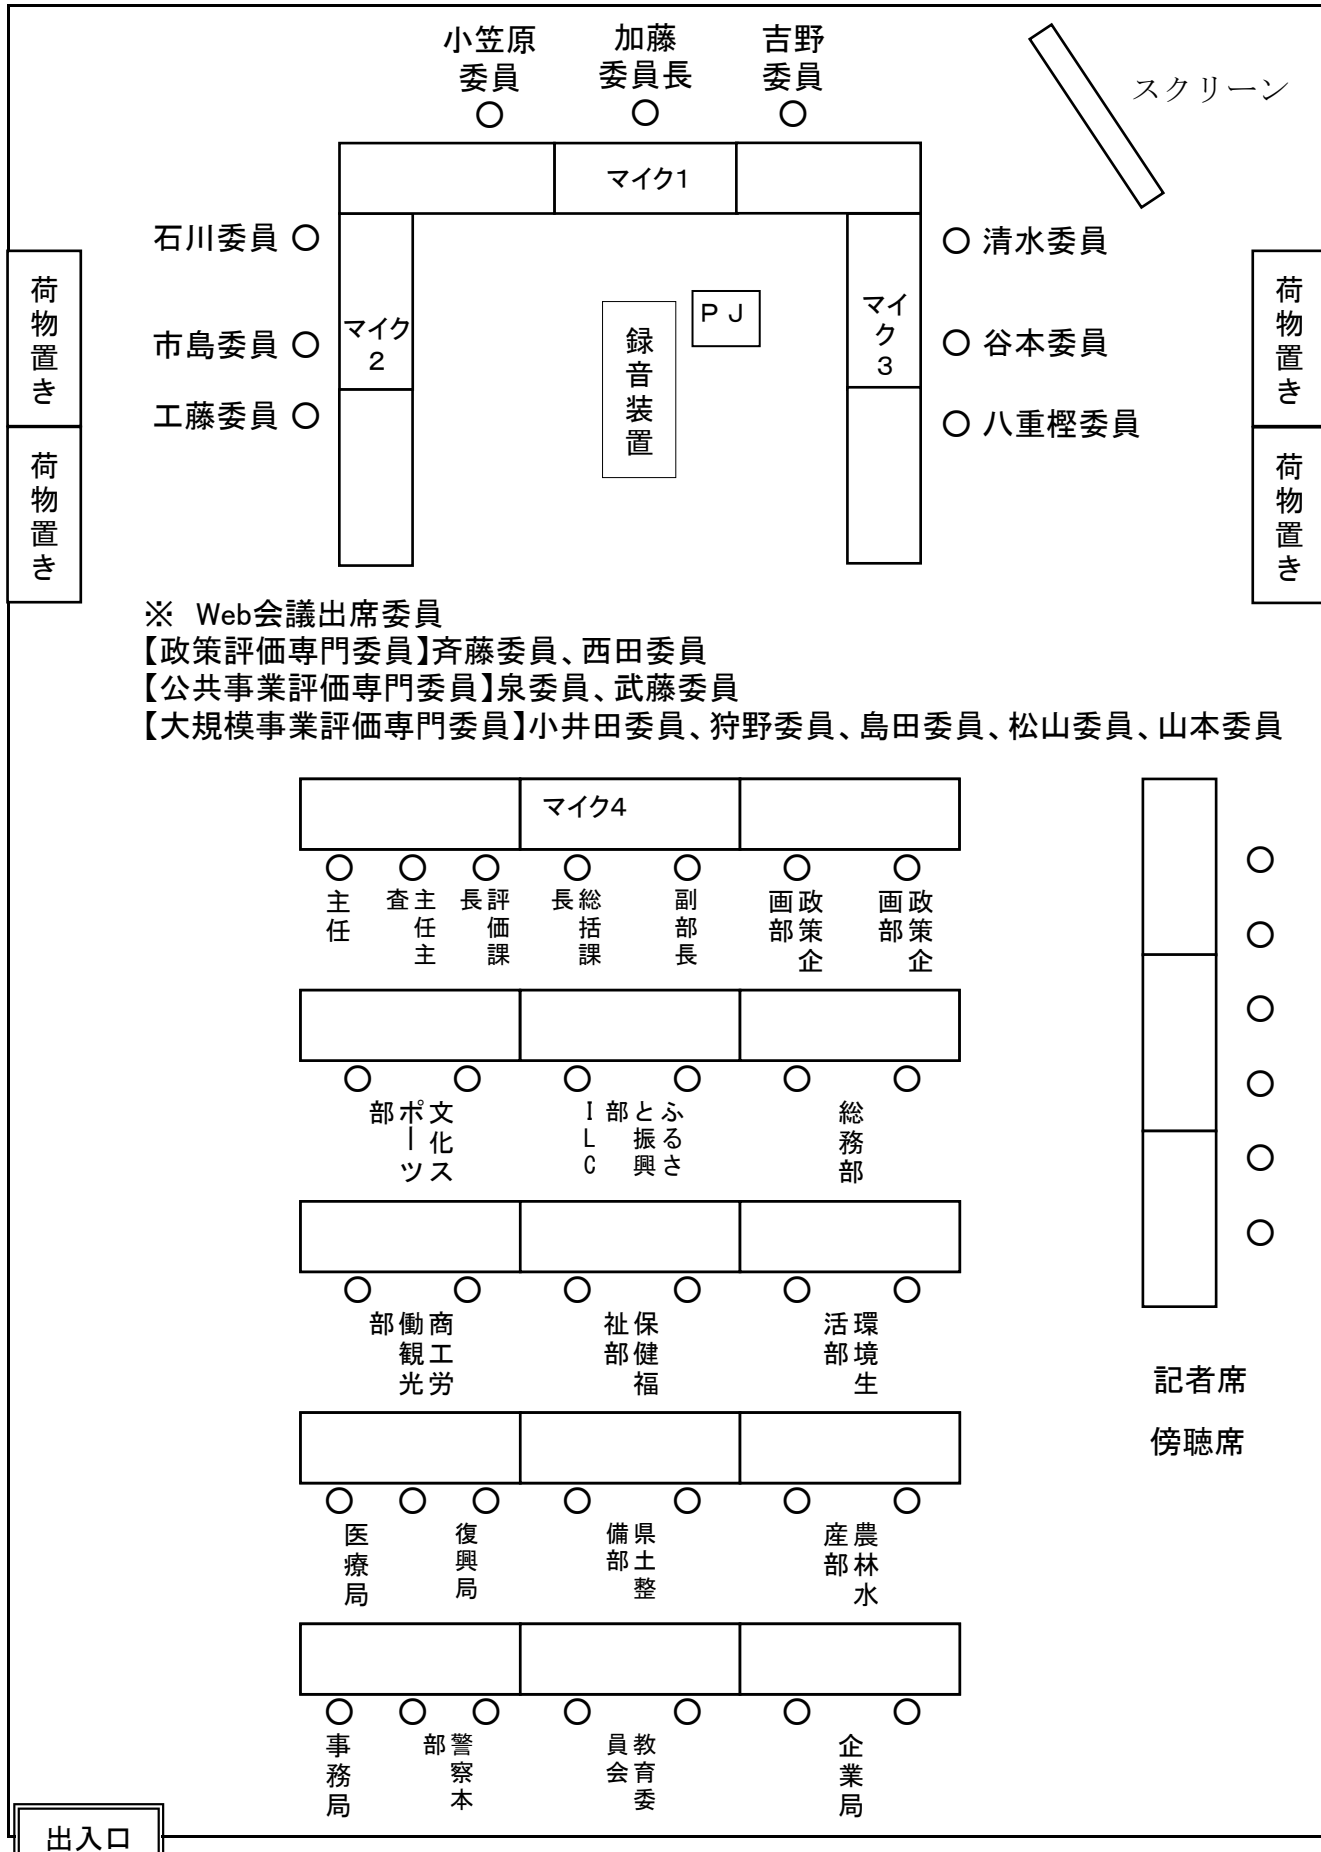 小笠原
委員
加藤
委員長
吉野
委員
スクリーン
マイク1
石川委員
清水委員
荷物置き
荷物置き
市島委員
マイク
2
録音装置
PJ
マイ
ク
3
谷本委員
工藤委員
八重樫委員
荷物置き
荷物置き
※ Web会議出席委員
【政策評価専門委員】斉藤委員、西田委員
【公共事業評価専門委員】泉委員、武藤委員
【大規模事業評価専門委員】小井田委員、狩野委員、島田委員、松山委員、山本委員
マイク4
主任
主任主
査
評価課
長
総括課
長
副部長
政策企
画部
政策企
画部
文化ス
ポーツ
部
ふるさ
と振興
部
ILC
総務部
商工労
働観光
部
保健福
祉部
環境生
活部
記者席
傍聴席
医療局
復興局
県土整
備部
農林水
産部
事務局
警察本
部
教育委
員会
企業局
出入口